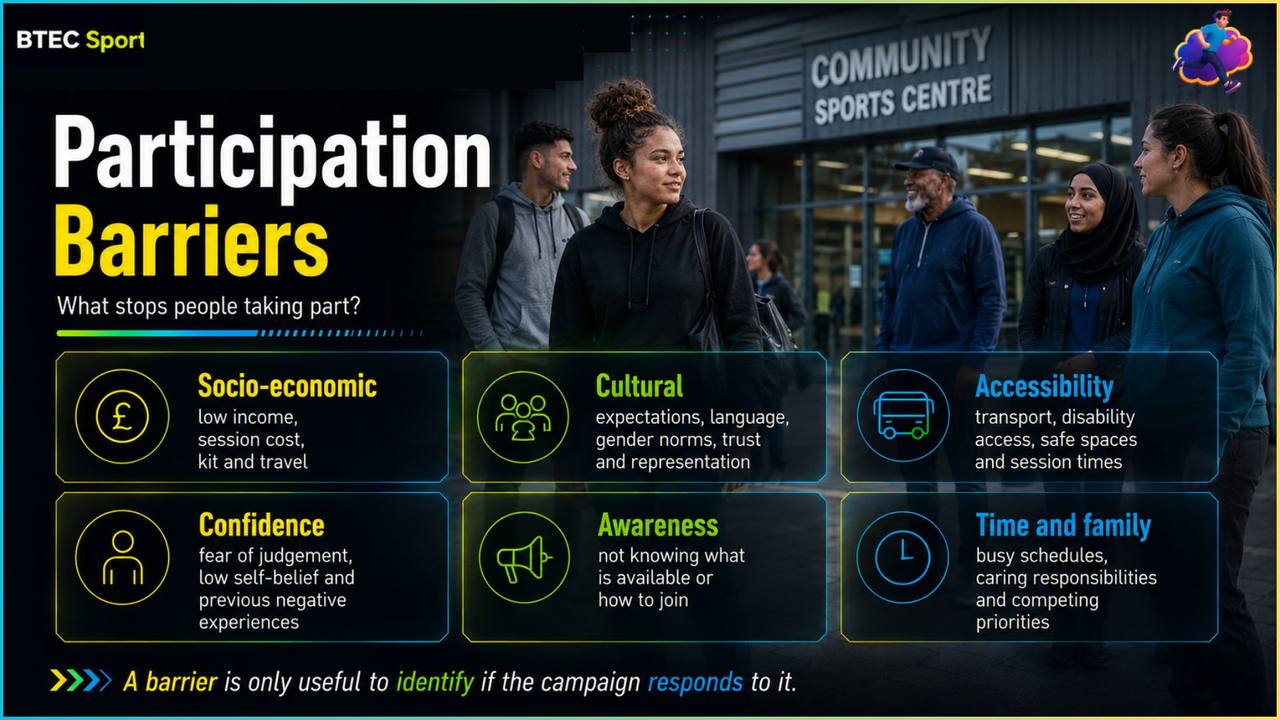 BTEC Sport
COMMUNITY
SPORTS CENTRE
Participation
Barriers
What stops people taking part?
£
Socio-economic
low income,
session cost,
kit and travel
Cultural
expectations, language,
gender norms, trust
and representation
Accessibility
transport, disability
access, safe spaces
and session times
Confidence
fear of judgement,
low self-belief and
previous negative
experiences
Awareness
not knowing what
is available or
how to join
Time and family
busy schedules,
caring responsibilities
and competing
priorities
A barrier is only useful to identify if the campaign responds to it.